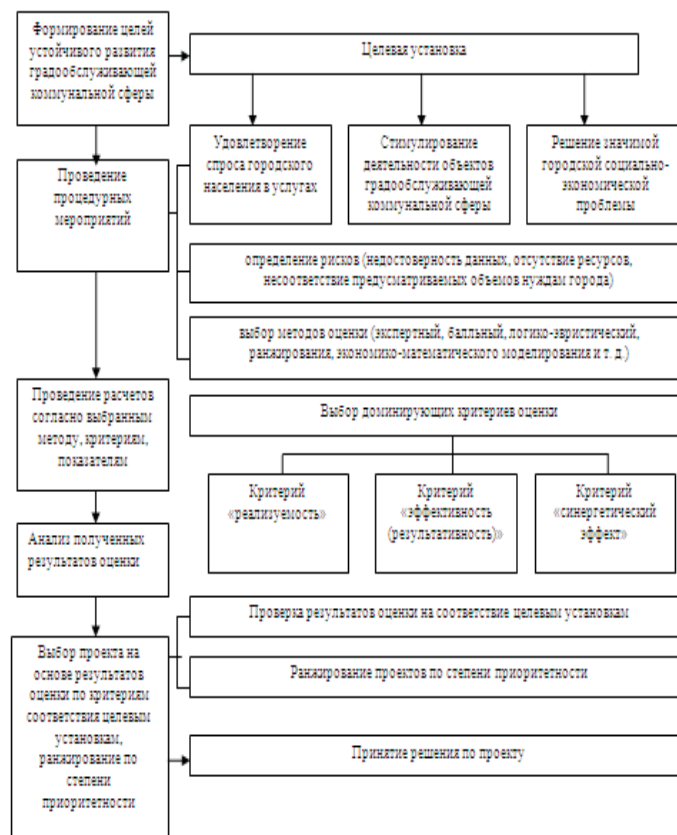 Формирование целей
устойчивого развития
градообслуживающей
коммунальной сферы
Целевая установка
Удовлетворение
спроса городского
населения в услугах
Стимулирование
деятельности объектов
градообслуживающей
коммунальной сферы
Решение значимой
городской социально-
экономической
проблемы
Проведение
процедурных
мероприятий
определение рисков (недостоверность данных, отсутствие ресурсов,
несоответствие предусматриваемых объемов нуждам города)
выбор методов оценки (экспертный, балльный, логико-эвристический,
ранжирования, экономико-математического моделирования и т. д.)
Проведение расчетов
согласно выбранным
методу, критериям,
показателям
Выбор доминирующих критериев оценки
Критерий
«реализуемость»
Критерий
«эффективность
(результативность)»
Критерий
«синергетический
эффект»
Анализ полученных
результатов оценки
Проверка результатов оценки на соответствие целевым установкам
Выбор проекта на
основе результатов
оценки по критериям
соответствия целевым
установкам,
ранжирование по
степени
приоритетности
Ранжирование проектов по степени приоритетности
Принятие решения по проекту